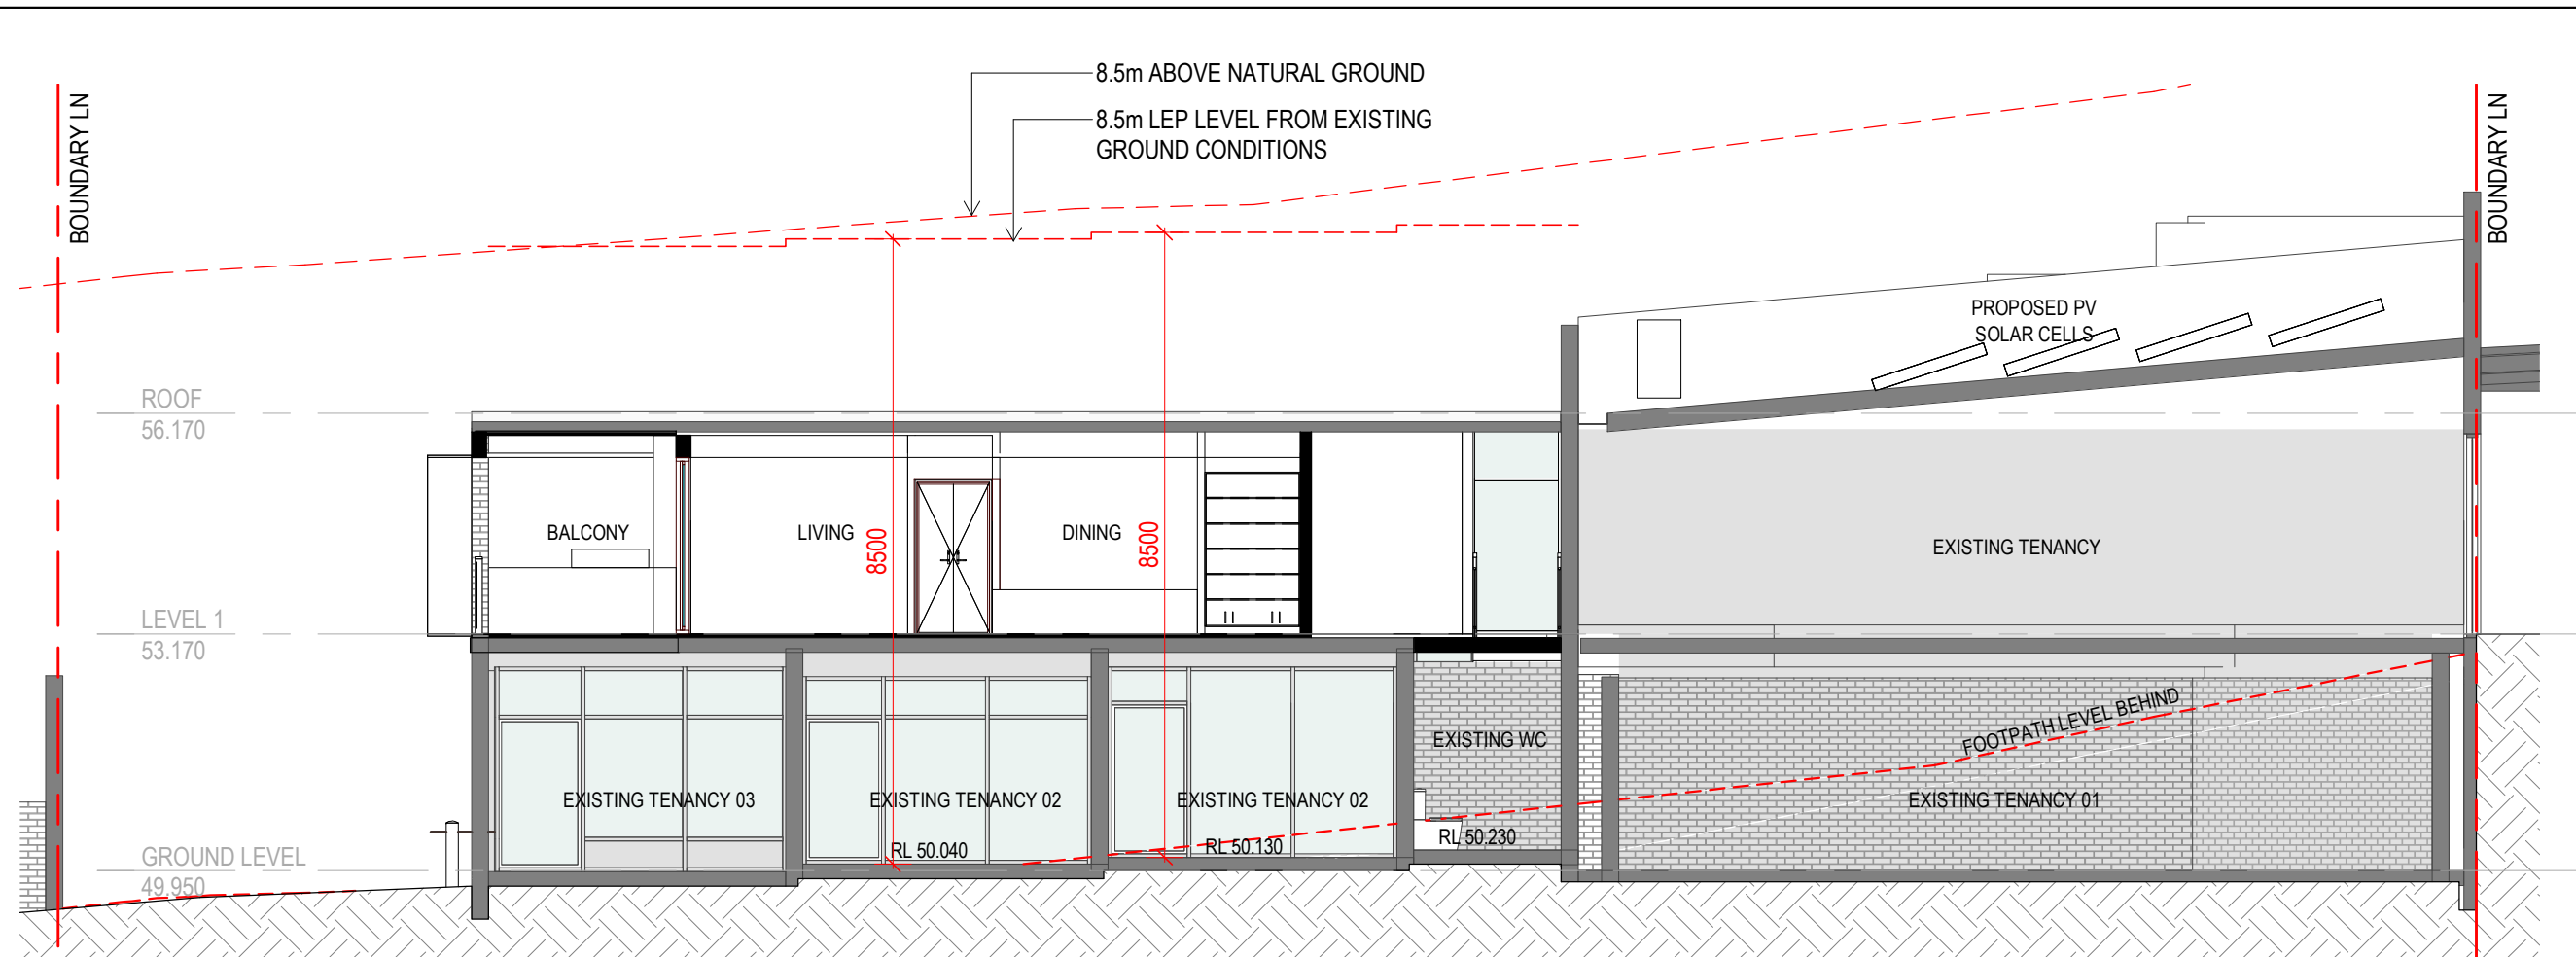 8.5m ABOVE NATURAL GROUND
8.5m LEP LEVEL FROM EXISTING
GROUND CONDITIONS
BOUNDARY LN
BOUNDARY LN
PROPOSED PV
SOLAR CELLS
ROOF
56.170
BALCONY
LIVING
8500
DINING
8500
EXISTING TENANCY
LEVEL 1
53.170
FOOTPATH LEVEL BEHIND
EXISTING WC
EXISTING TENANCY 03
EXISTING TENANCY 02
EXISTING TENANCY 02
EXISTING TENANCY 01
RL 50.040
RL 50.130
RL 50.230
GROUND LEVEL
49.950